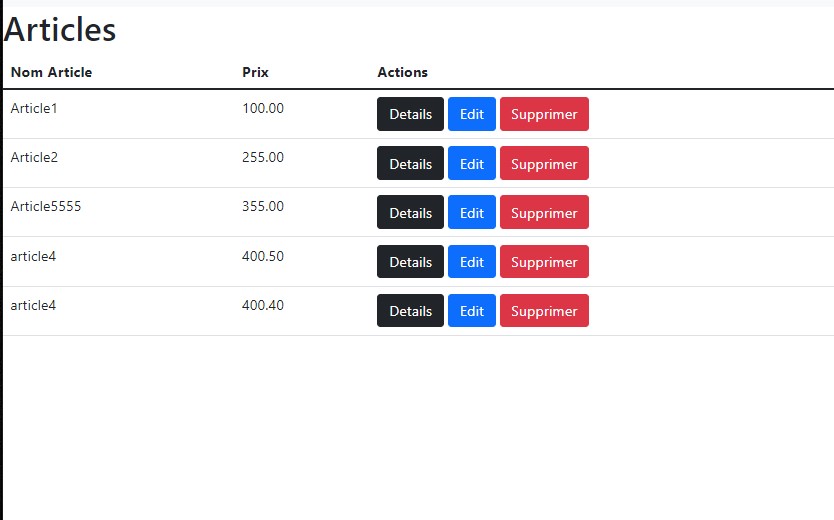 Articles
Nom Article Prix Actions
Article1 100.00 Details Edit Supprimer
Article2 255.00 Details Edit Supprimer
Article5555 355.00 Details Edit Supprimer
article4 400.50 Details Edit Supprimer
article4 400.40 Details Edit Supprimer